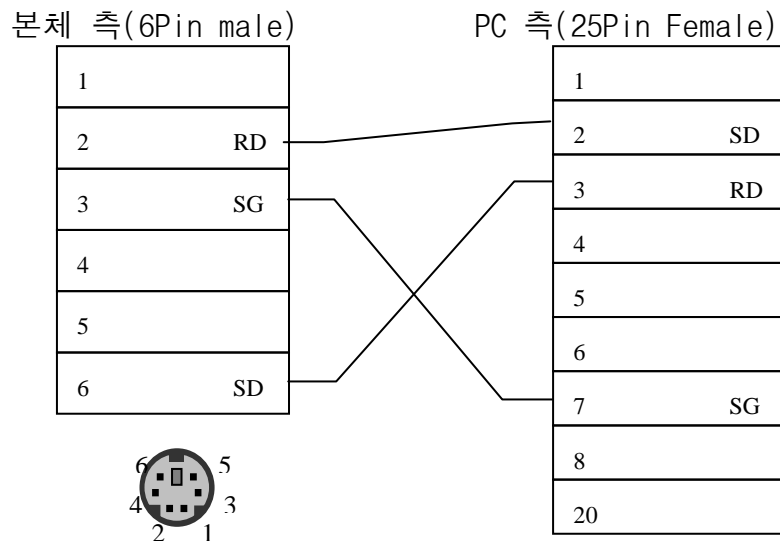 본체 측(6Pin male)
1
2 RD
3 SG
4
5
6 SD
6 5
4 3
2 1
PC 측(25Pin Female)
1
2 SD
3 RD
4
5
6
7 SG
8
20